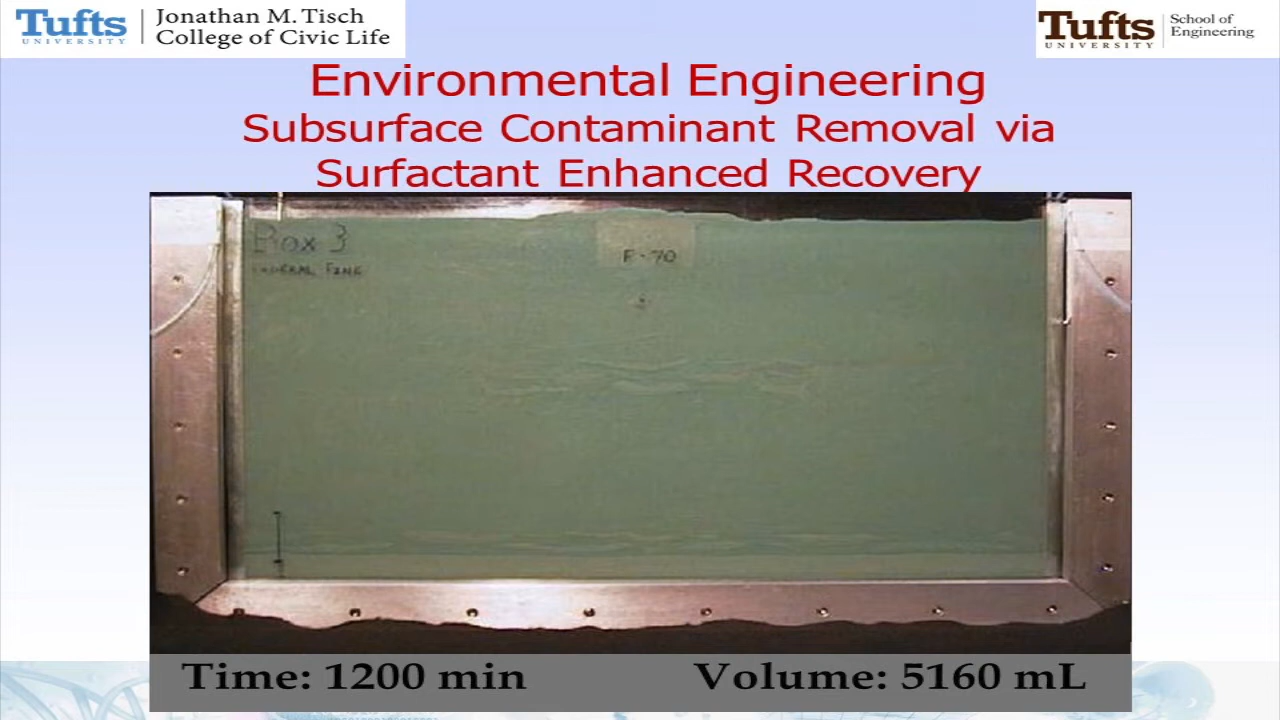 Tufts
UNIVERSITY
Jonathan M. Tisch
College of Civic Life
Tufts
UNIVERSITY
School of
Engineering
Environmental Engineering
Subsurface Contaminant Removal via
Surfactant Enhanced Recovery
Box 3
F-70
Time: 1200 min
Volume: 5160 mL